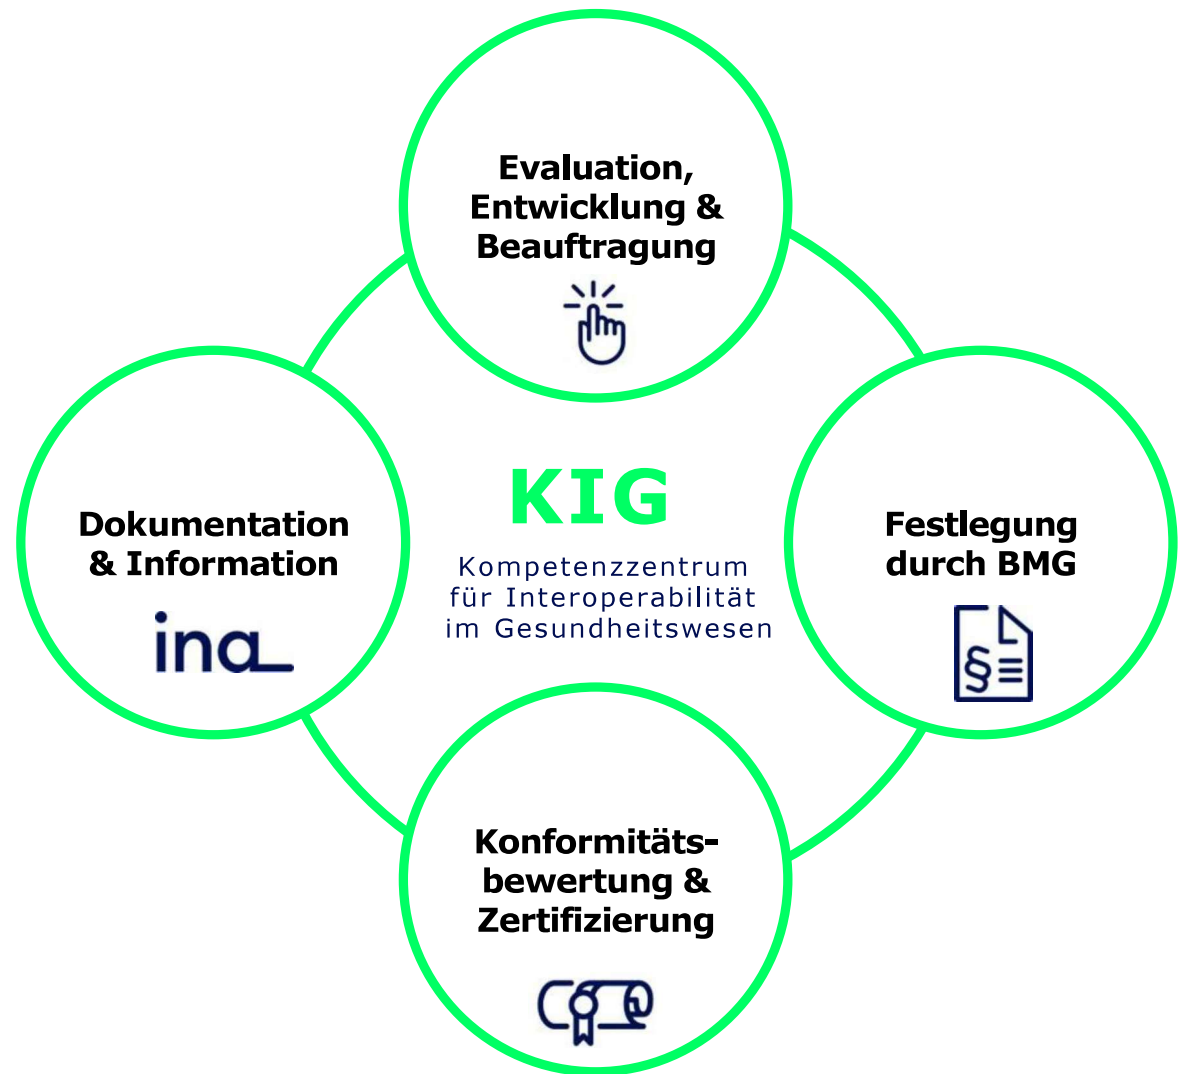 Evaluation,
Entwicklung &
Beauftragung
KIG
Kompetenzzentrum
für Interoperabilität
im Gesundheitswesen
Dokumentation
& Information
ina
Festlegung
durch BMG
§
Konformitäts-
bewertung &
Zertifizierung